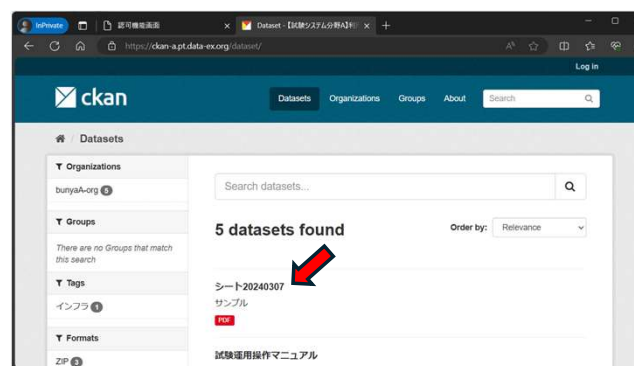 InPrivate
認可機能画面
Dataset - 【試験システム分野A】利
https://ckan-a.pt.data-ex.org/dataset/
Log in
ckan
Datasets Organizations Groups About Search
/ Datasets
Organizations
bunyaA-org 5
Search datasets...
Groups
There are no Groups that match
this search
5 datasets found
Order by: Relevance
Tags
インフラ 1
シート20240307
サンプル
PDF
Formats
ZIP 3
試験運用操作マニュアル